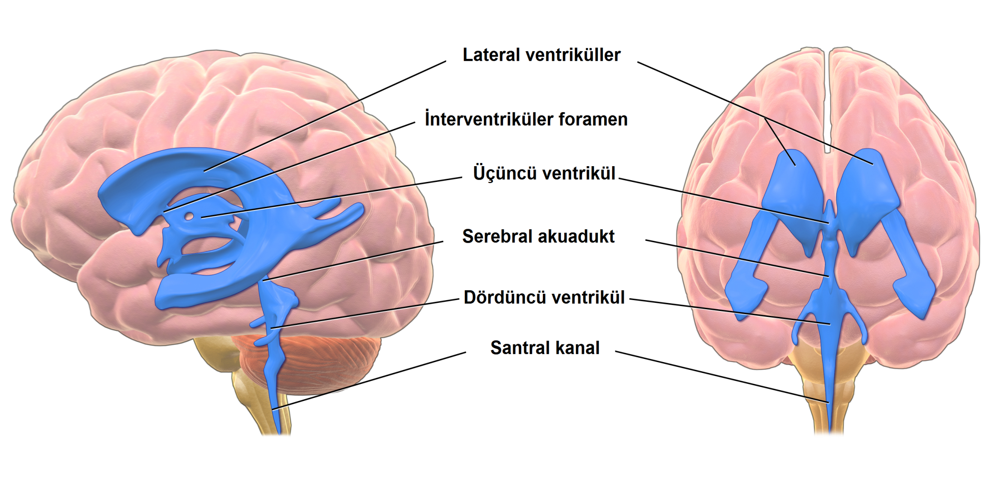 Lateral ventriküller
İnterventriküler foramen
Üçüncü ventrikül
Serebral akuadukt
Dördüncü ventrikül
Santral kanal